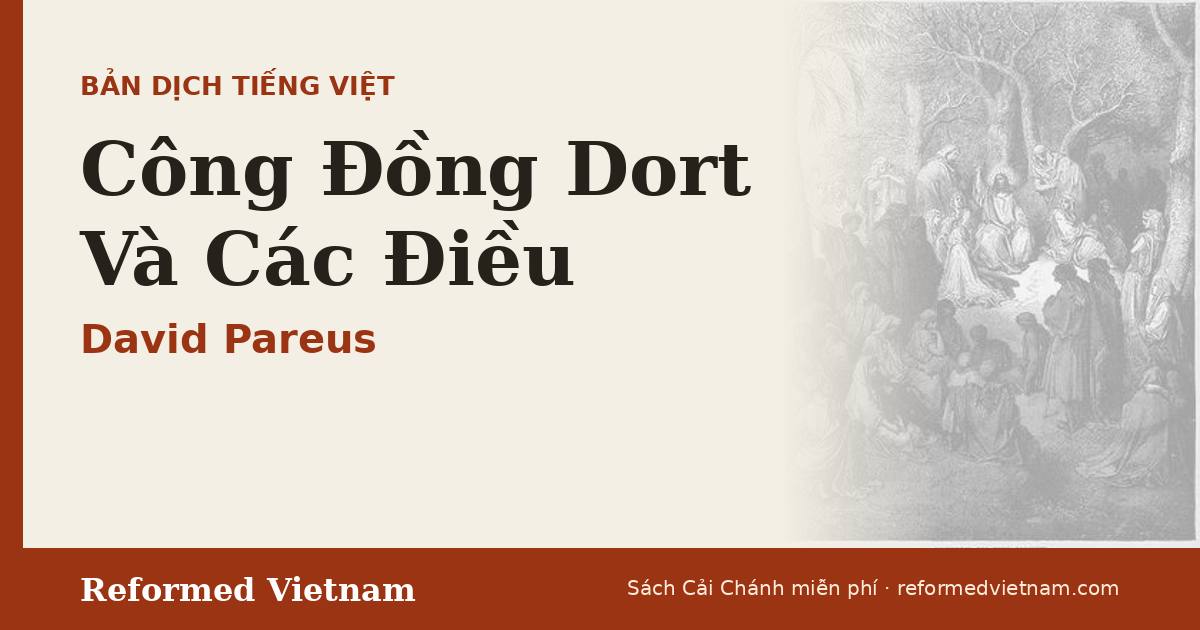 BẢN DỊCH TIẾNG VIỆT
Công Đồng Dort
Và Các Điều
David Pareus
Reformed Vietnam
Sách Cải Chánh miễn phí · reformedvietnam.com